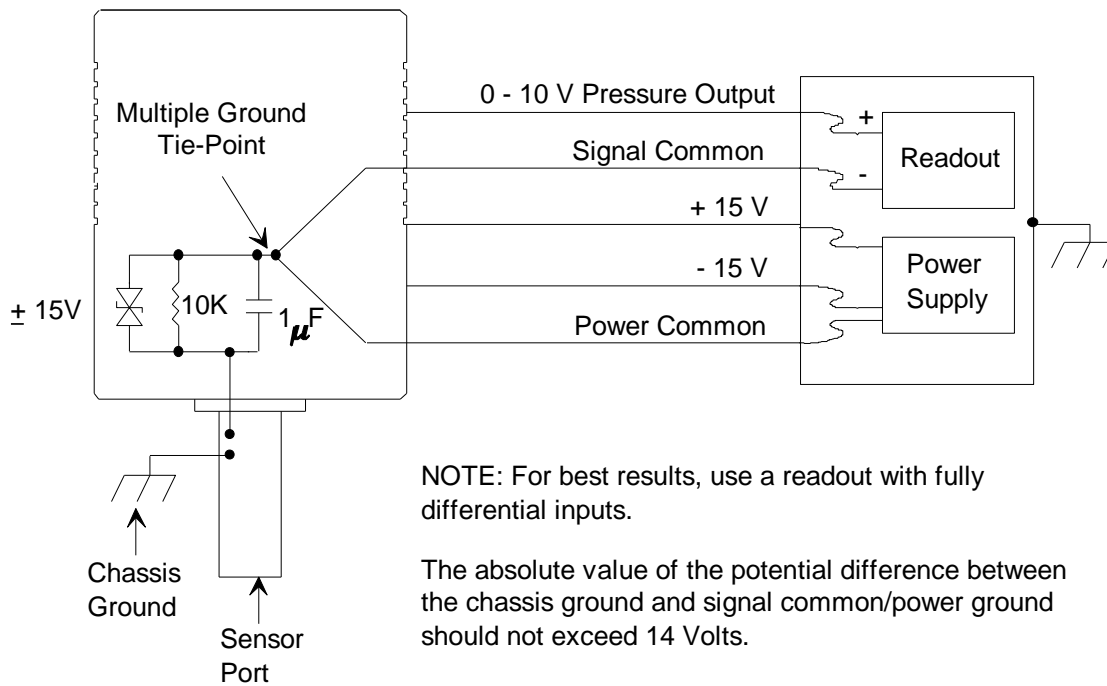 0 - 10 V Pressure Output
Multiple Ground
Tie-Point
+
Signal Common
Readout
-
+ 15 V
- 15 V
Power
Supply
± 15V
10K
1μF
Power Common
NOTE: For best results, use a readout with fully
differential inputs.
Chassis
Ground
The absolute value of the potential difference between
the chassis ground and signal common/power ground
should not exceed 14 Volts.
Sensor
Port